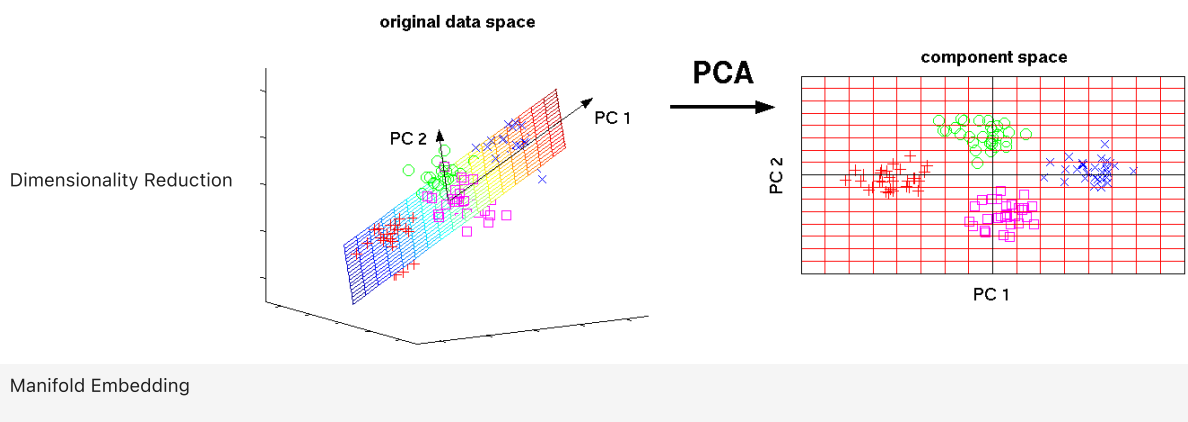 original data space
component space
PCA
PC 1
PC 2
Dimensionality Reduction
PC 2
PC 1
Manifold Embedding